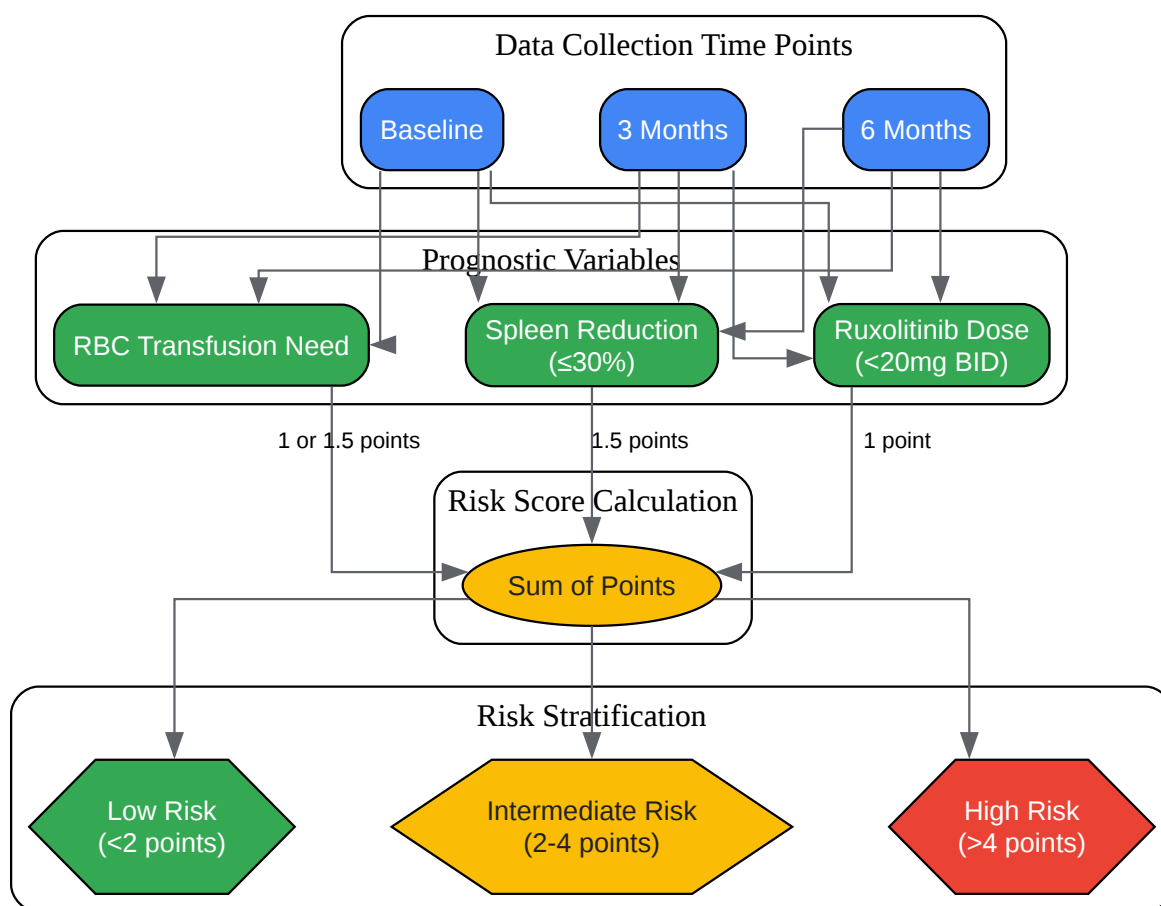 Data Collection Time Points
Baseline
3 Months
6 Months
Prognostic Variables
RBC Transfusion Need
Spleen Reduction
(≤30%)
Ruxolitinib Dose
(<20mg BID)
1 or 1.5 points
1.5 points
1 point
Risk Score Calculation
Sum of Points
Risk Stratification
Low Risk
(<2 points)
Intermediate Risk
(2-4 points)
High Risk
(>4 points)